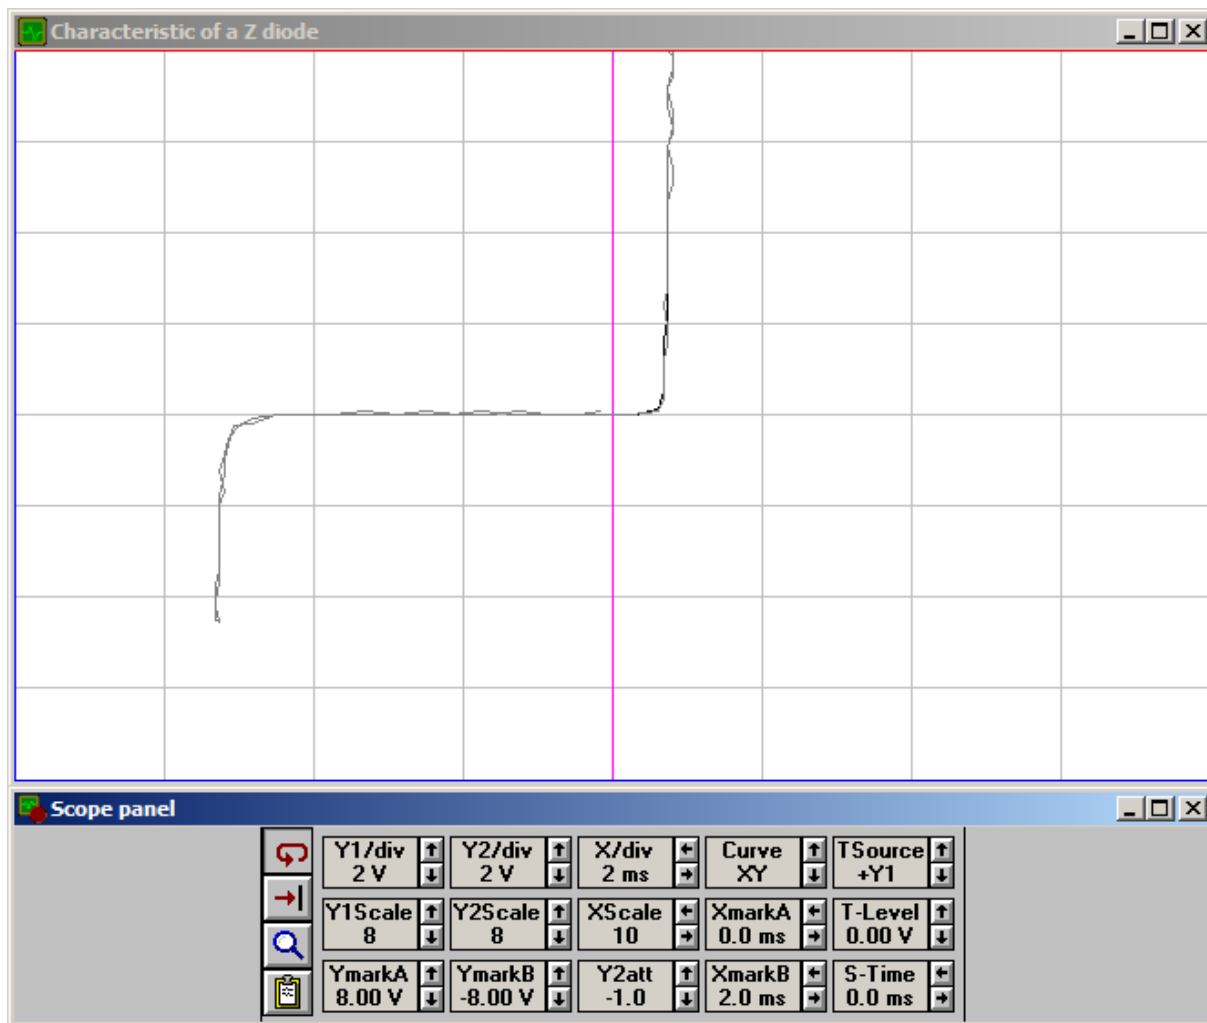 Characteristic of a Z diode
Scope panel
Y1/div Y2/div X/div Curve TSource
2 V 2 V 2 ms XY +Y1
Y1Scale Y2Scale XScale XmarkA T-Level
8 8 10 0.0 ms 0.00 V
YmarkA YmarkB Y2att XmarkB S-Time
8.00 V -8.00 V -1.0 2.0 ms 0.0 ms